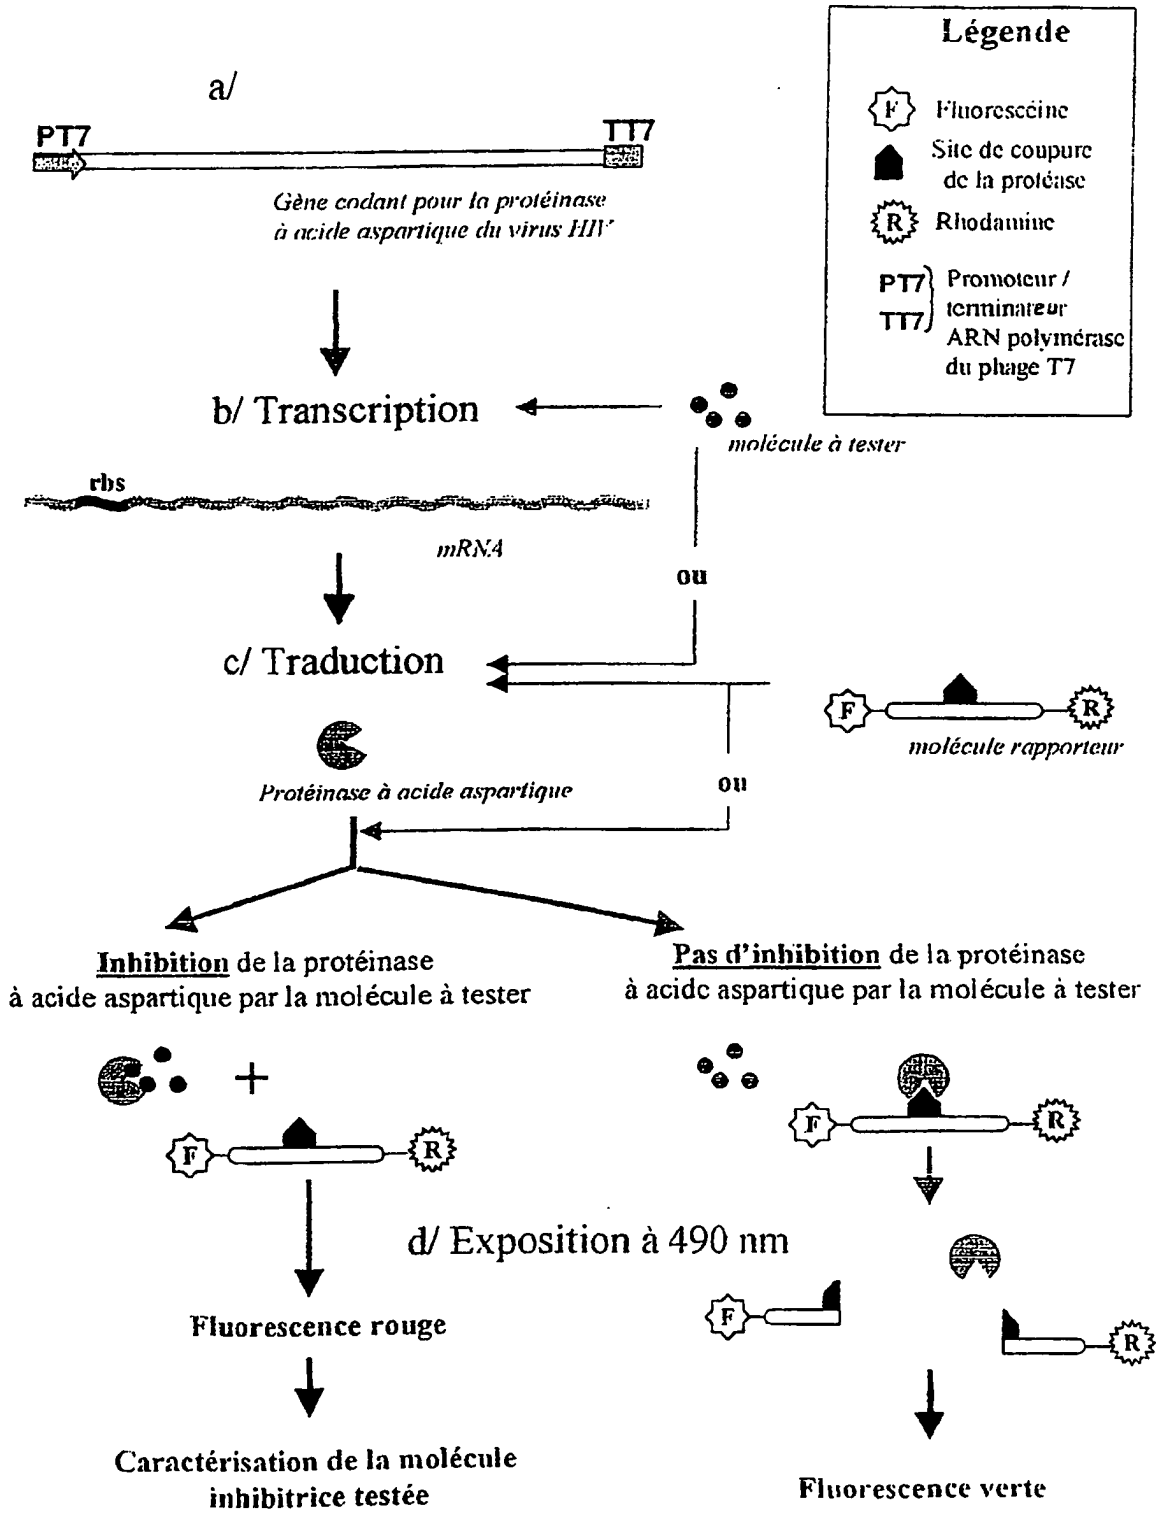 Légende
F
Fluorescéine
Site de coupure
de la protéase
R
Rhodamine
PT7
TT7
Promoteur /
terminateur
ARN polymérase
du phage T7
a/
PT7
TT7
Gène codant pour la protéinase
à acide aspartique du virus HIV
b/ Transcription
molécule à tester
rbs
mRNA
ou
c/ Traduction
F
R
molécule rapporteur
Protéinase à acide aspartique
ou
Inhibition de la protéinase
à acide aspartique par la molécule à tester
Pas d'inhibition de la protéinase
à acide aspartique par la molécule à tester
+
F
R
F
R
d/ Exposition à 490 nm
F
R
Fluorescence rouge
Caractérisation de la molécule
inhibitrice testée
Fluorescence verte